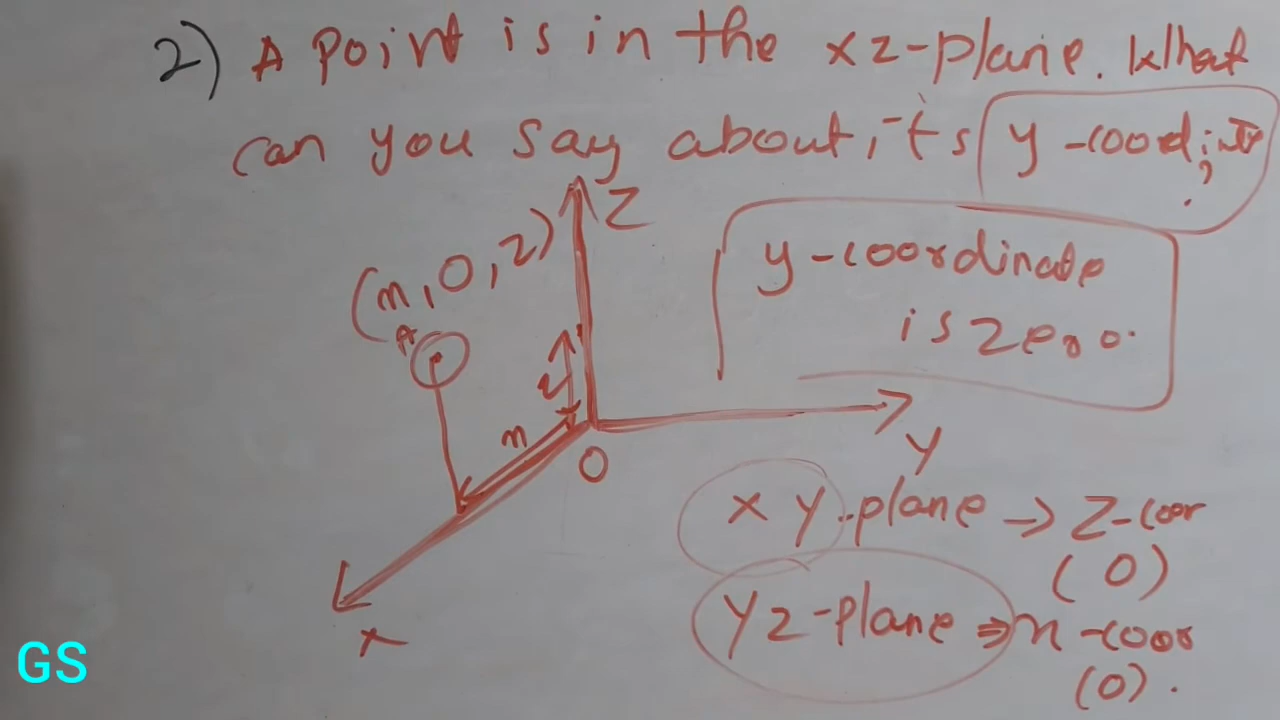 2) A point is in the xz-plane. What
can you say about its y-coordinate?
Z
(x, 0, z)
y-coordinate
is zero.
A
z
x
O
Y
xy-plane → z-coor
(0)
yz-plane ⇒ x-coor
(0).
x
GS